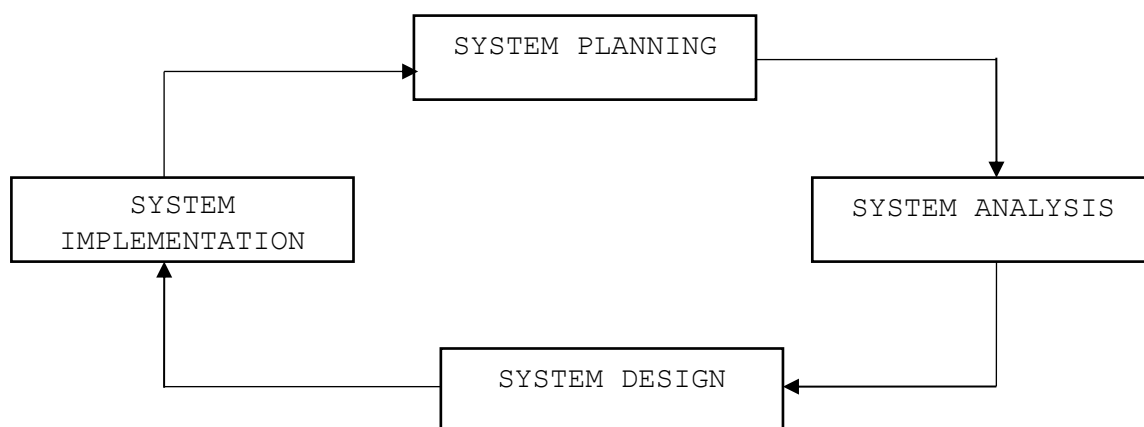 SYSTEM PLANNING
SYSTEM
IMPLEMENTATION
SYSTEM ANALYSIS
SYSTEM DESIGN